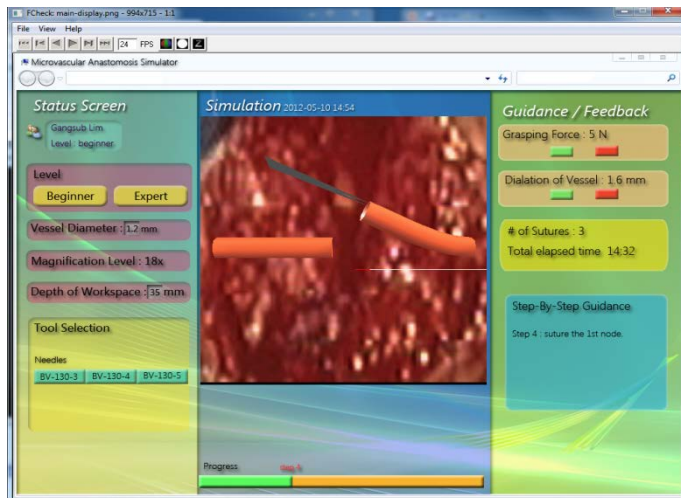 FCheck: main-display.png - 994x715 - 1:1
File View Help
24 FPS
Z
Microvascular Anastomosis Simulator
Status Screen
Gangsub Lim
Level : beginner
Level
Beginner Expert
Vessel Diameter : 1.2 mm
Magnification Level : 18x
Depth of Workspace : 35 mm
Tool Selection
Needles
BV-130-3 BV-130-4 BV-130-5
Simulation 2012-05-10 14:54
Progress step 4
Guidance / Feedback
Grasping Force : 5 N
Dialation of Vessel : 1.6 mm
# of Sutures : 3
Total elapsed time 14:32
Step-By-Step Guidance
Step 4 : suture the 1st node.